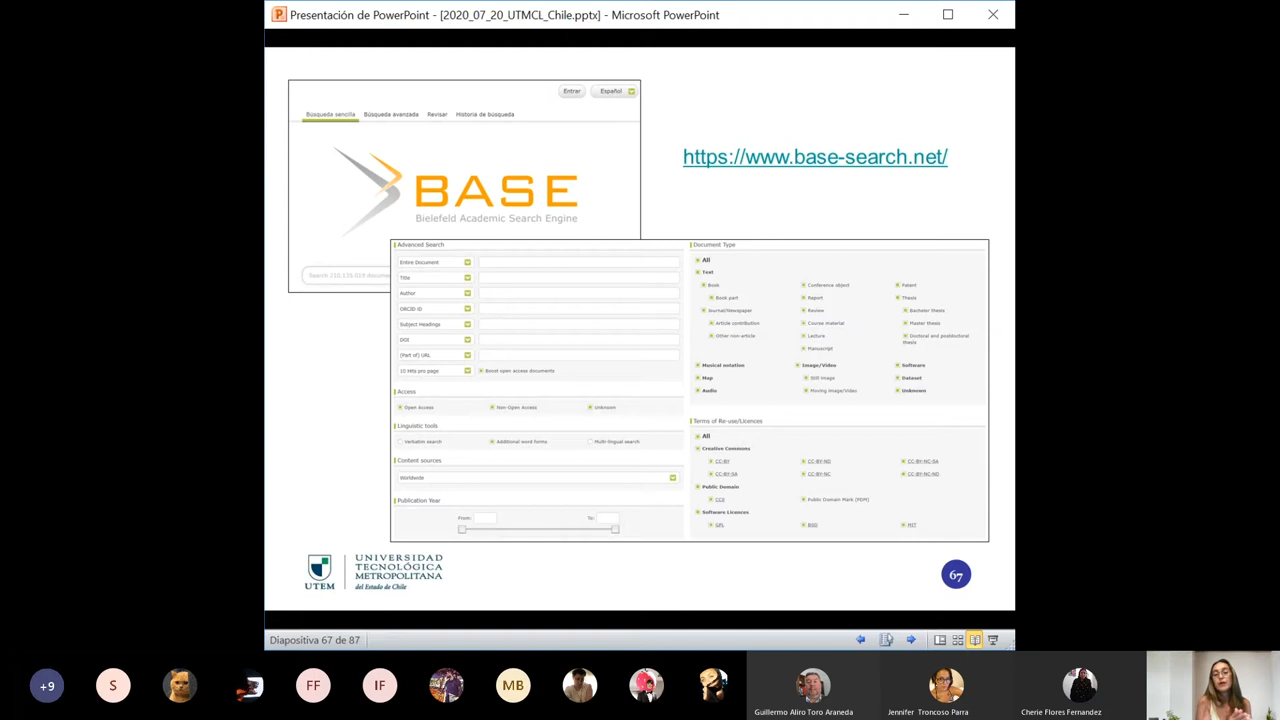 Presentación de PowerPoint - [2020_07_20_UTMCL_Chile.pptx] - Microsoft PowerPoint
Entrar
Español
Búsqueda sencilla
Búsqueda avanzada
Revisar
Historia de búsqueda
BASE
Bielefeld Academic Search Engine
https://www.base-search.net/
Advanced Search
Entire Document
Title
Author
ORCID iD
Subject Headings
DOI
(Part of) URL
10 Hits pro page
Boost open access documents
Access
Open Access
Non-Open Access
Unknown
Linguistic tools
Verbatim search
Additional word forms
Multi-lingual search
Content sources
Worldwide
Publication Year
From:
To:
Document Type
All
Text
Book
Book part
Journal/Newspaper
Article contribution
Other non-article
Conference object
Report
Review
Course material
Lecture
Manuscript
Patent
Thesis
Bachelor thesis
Master thesis
Doctoral and postdoctoral
thesis
Musical notation
Map
Audio
Image/Video
Still image
Moving image/Video
Software
Dataset
Unknown
Terms of Re-use/Licences
All
Creative Commons
CC-BY
CC-BY-ND
CC-BY-NC-SA
CC-BY-SA
CC-BY-NC
CC-BY-NC-ND
Public Domain
CC0
Public Domain Mark (PDM)
Software Licences
GPL
BSD
MIT
UTEM
UNIVERSIDAD
TECNOLÓGICA
METROPOLITANA
del Estado de Chile
67
Diapositiva 67 de 87
+9
S
FF
IF
MB
Guillermo Aliro Toro Araneda
Jennifer Troncoso Parra
Cherie Flores Fernandez